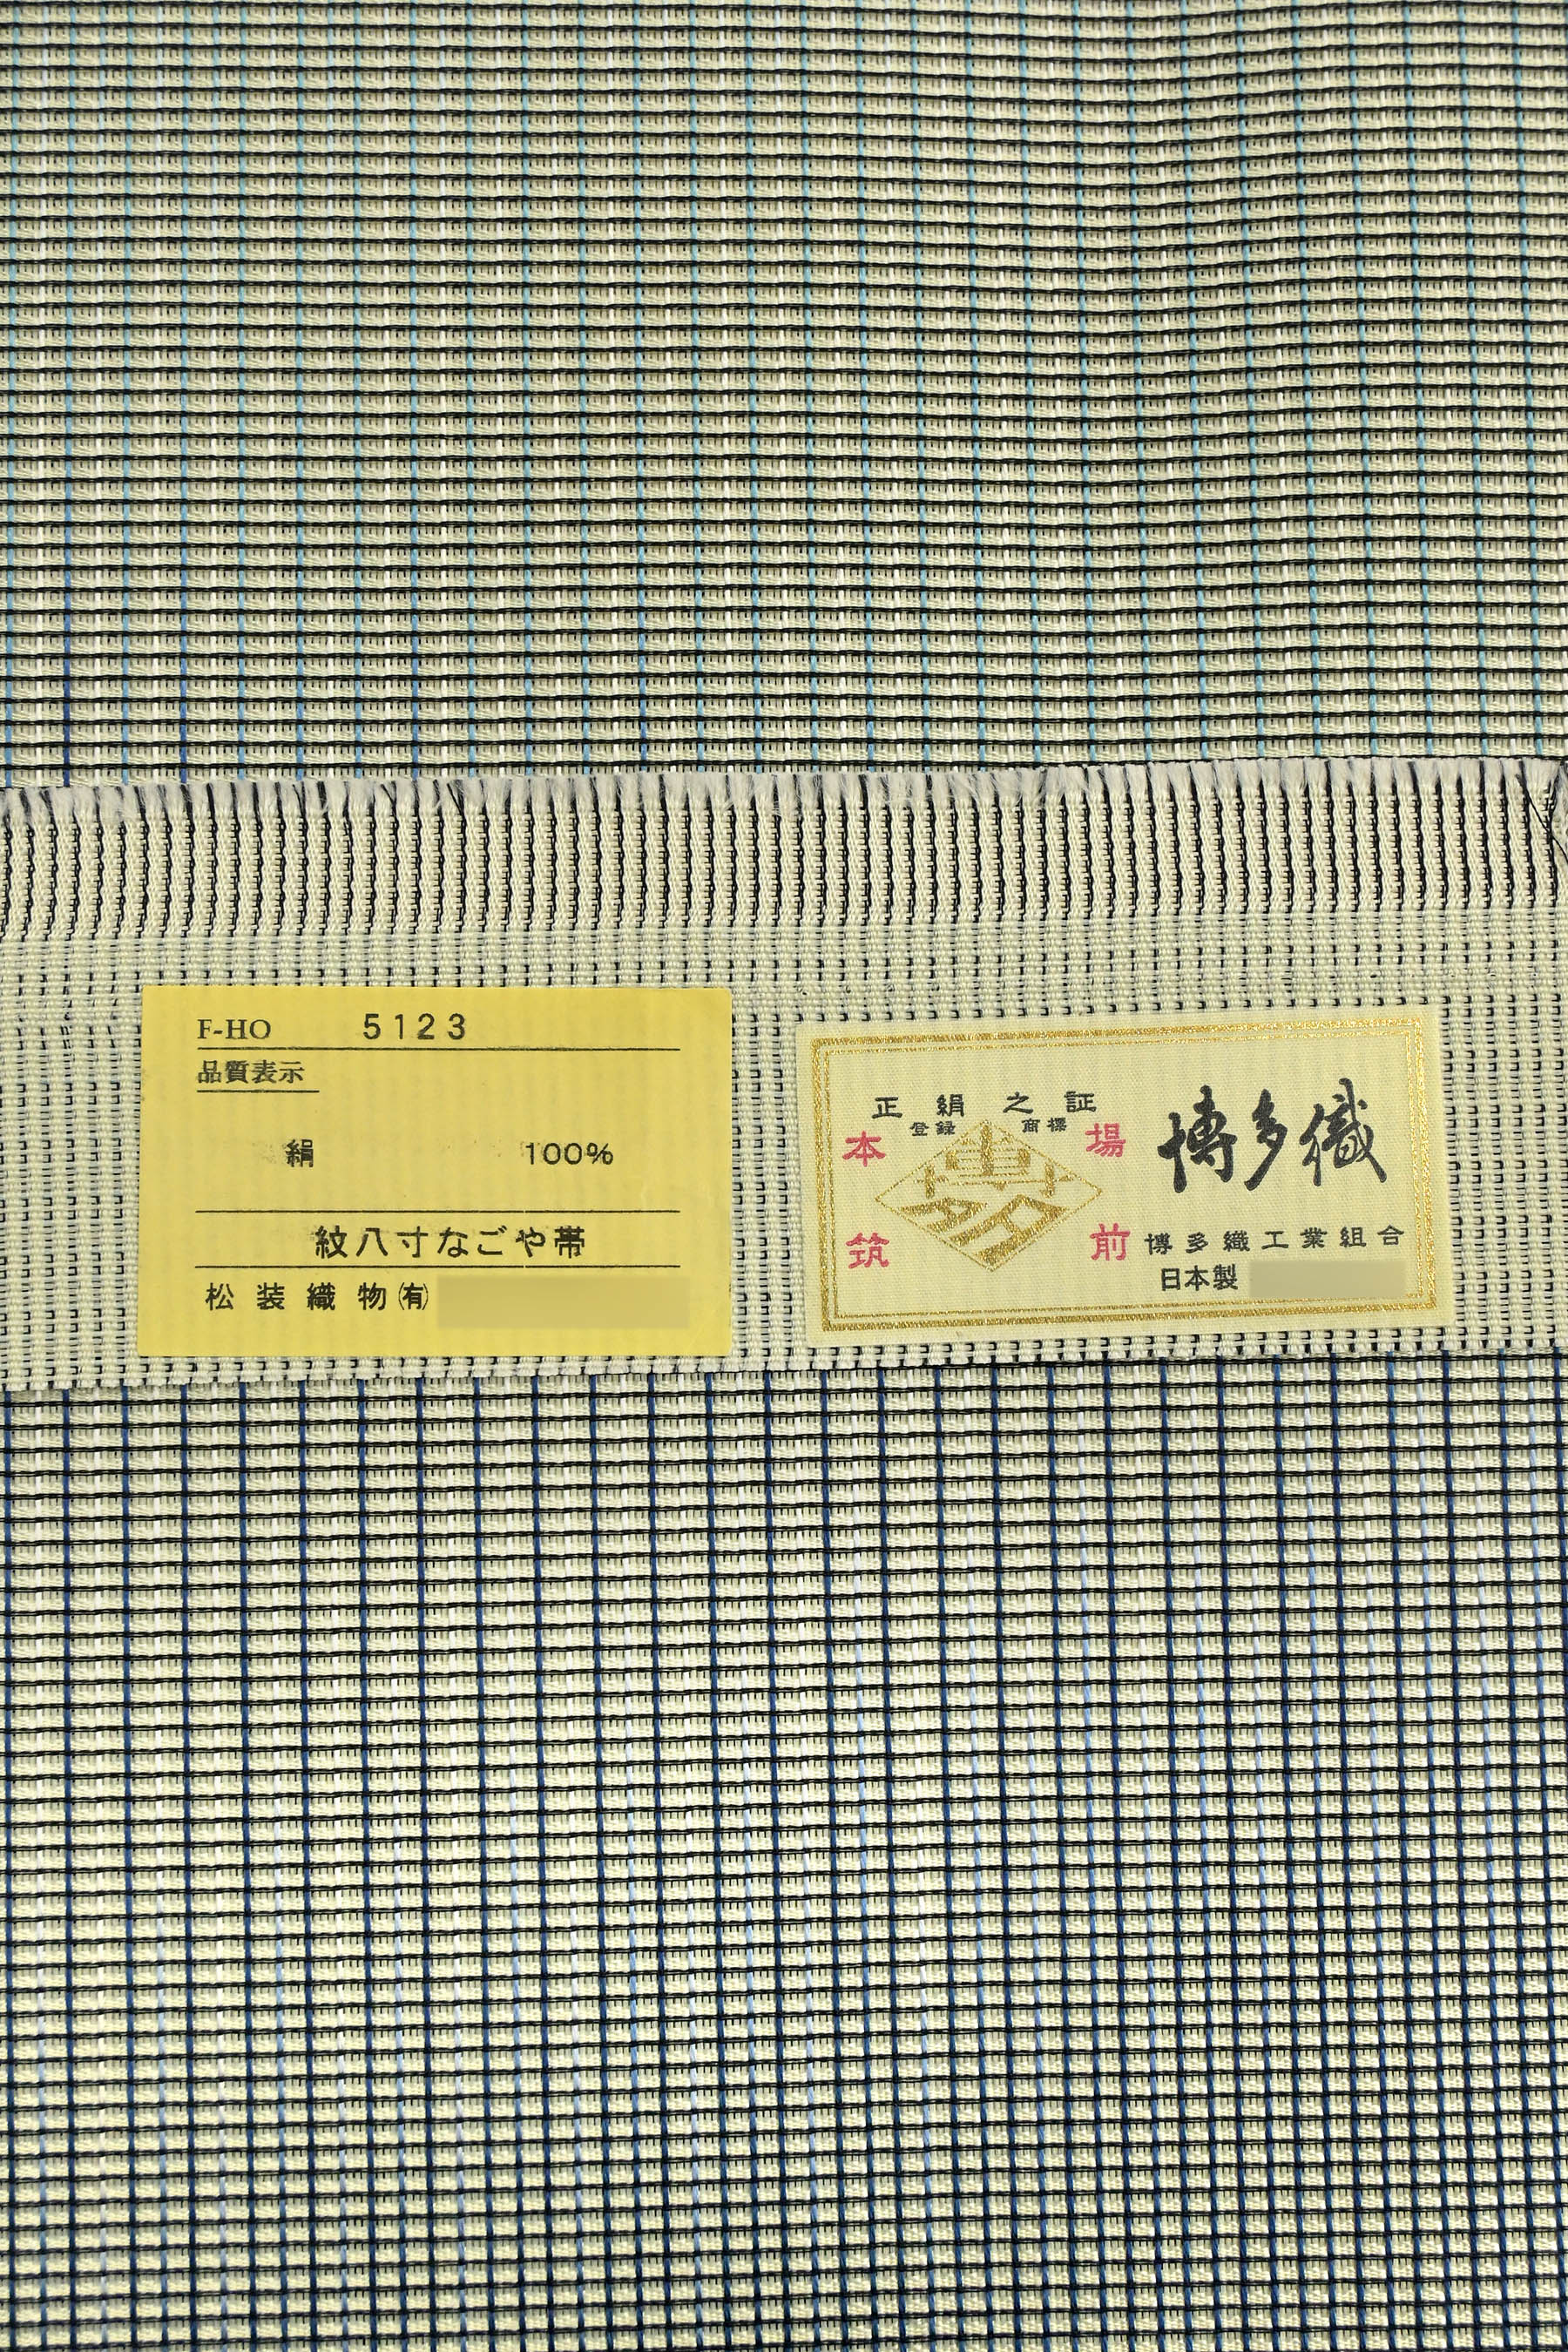 F-HO 5123
品質表示
絹 100%
紋八寸なごや帯
松装織物㈲
正絹之証
登録 商標
本場
筑前
博多織
博多織工業組合
日本製